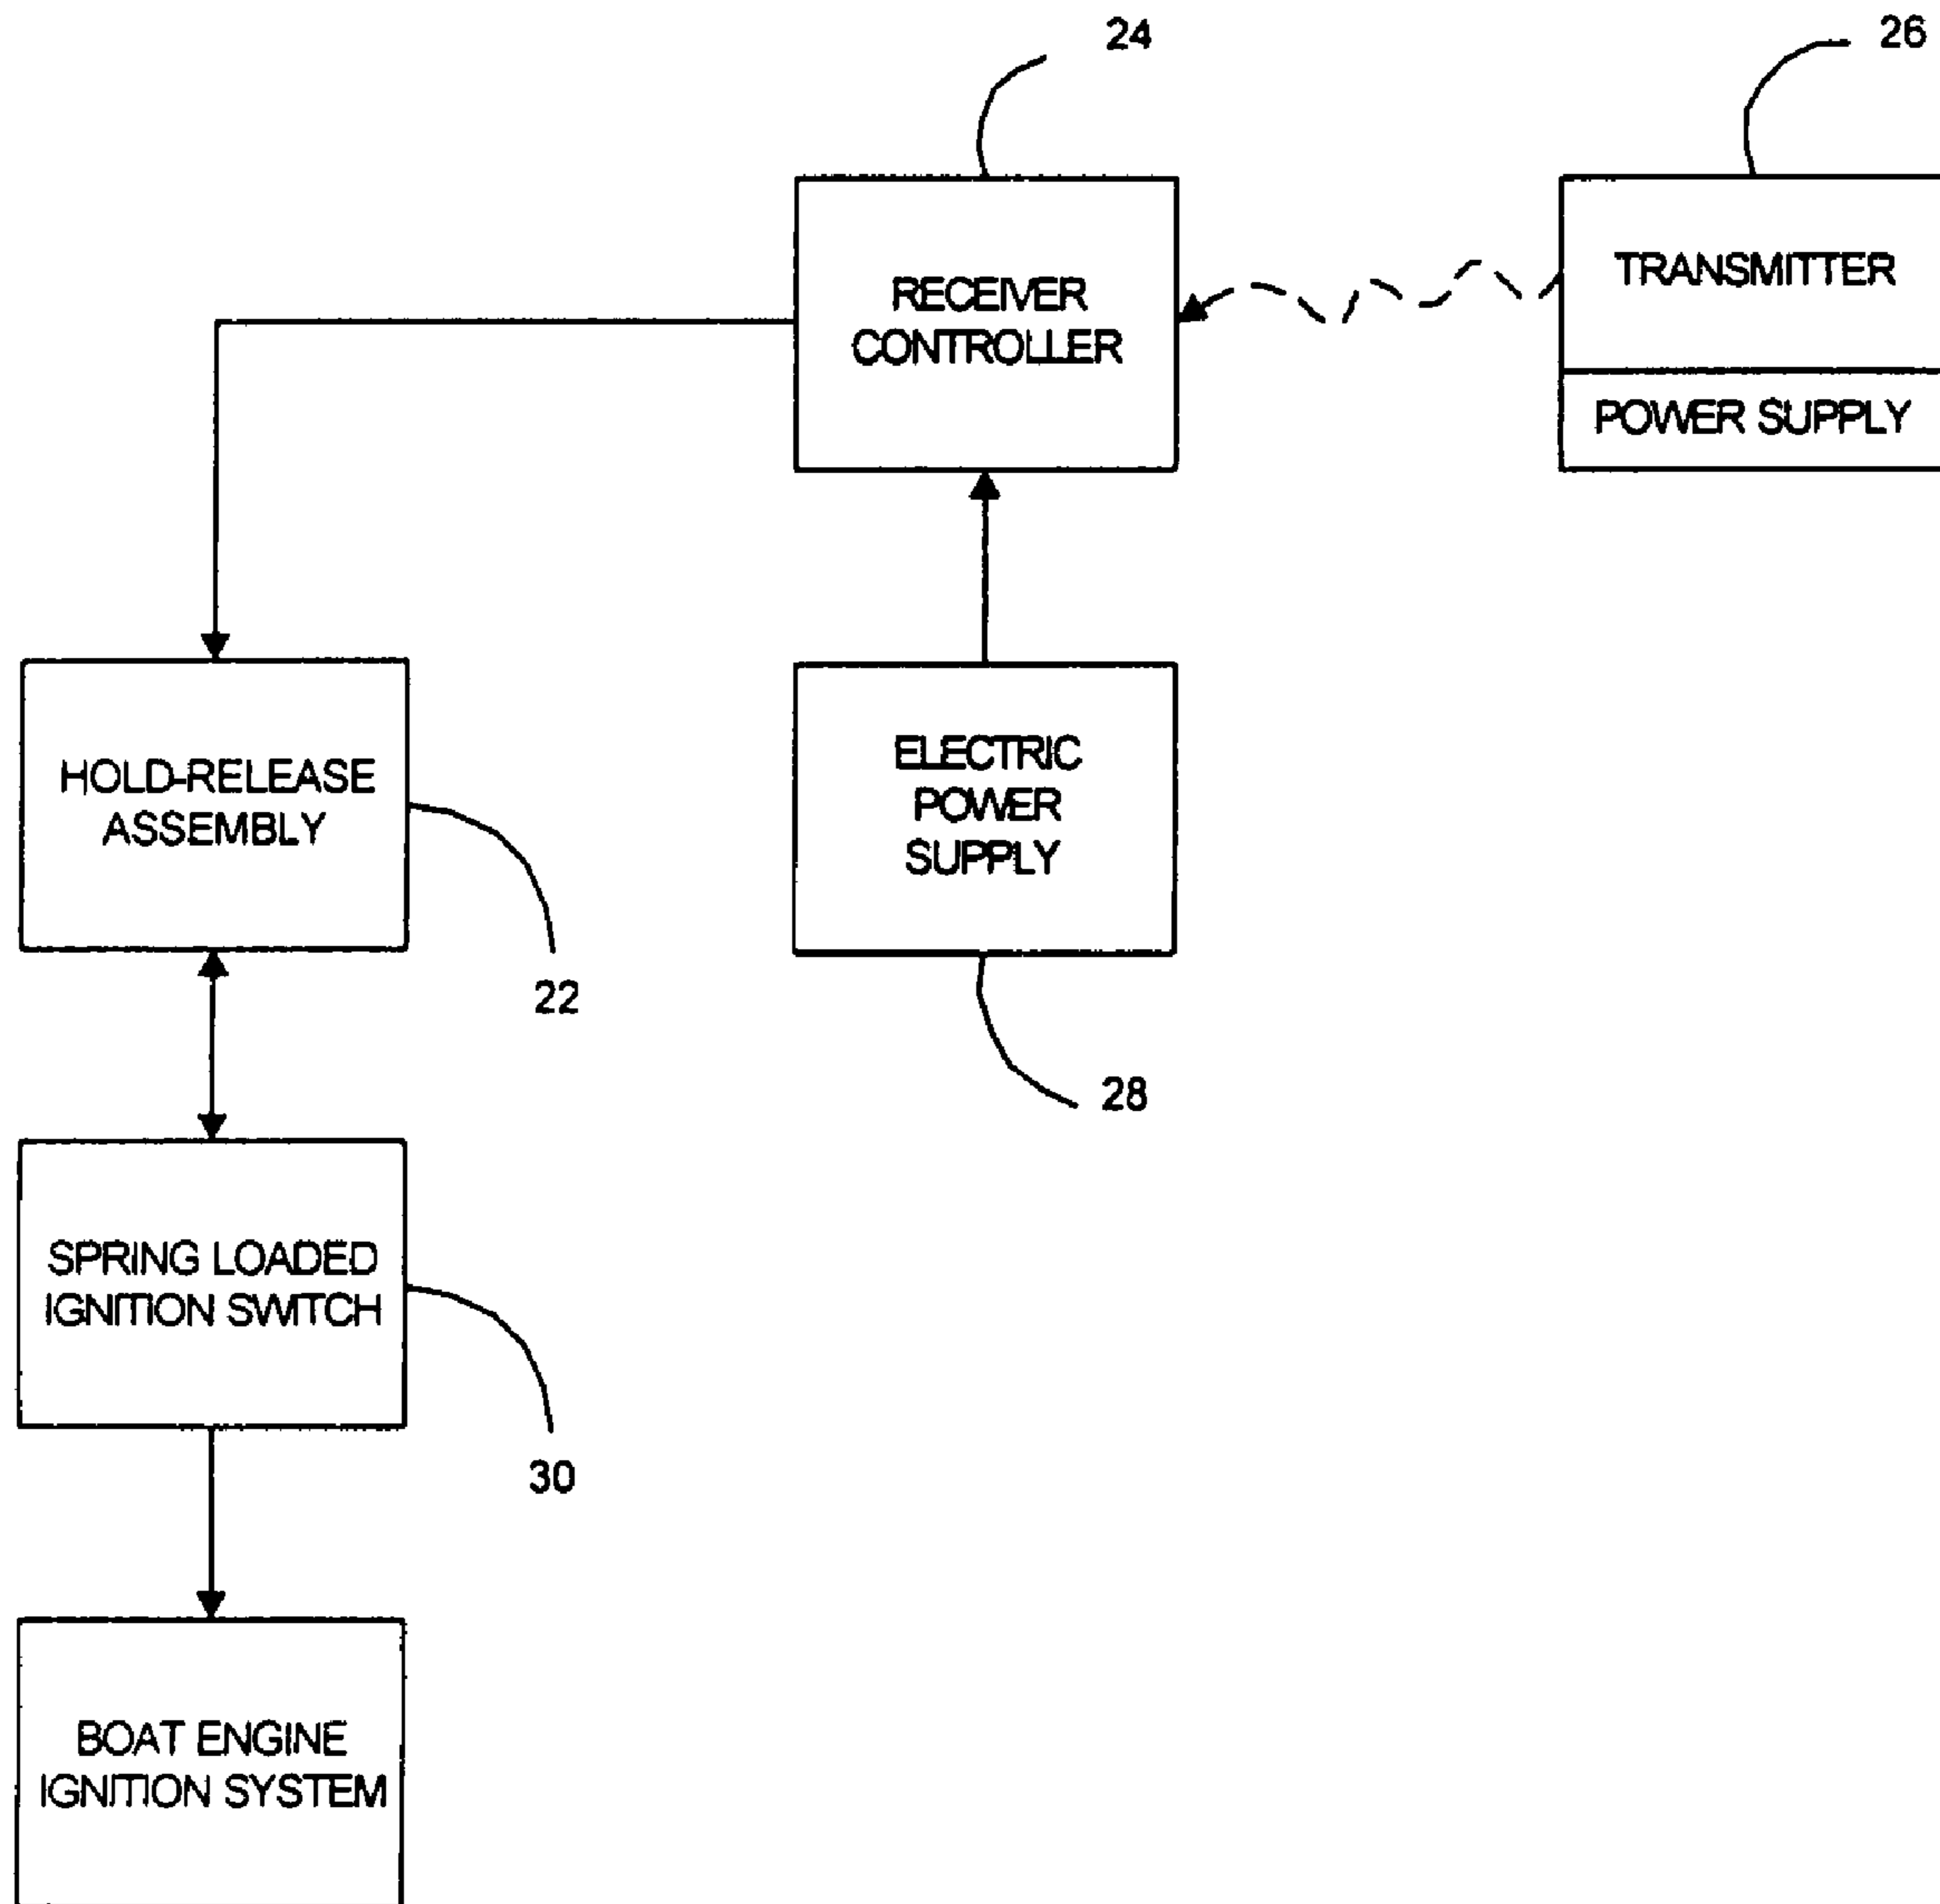 24
26
RECEIVER
CONTROLLER
TRANSMITTER
POWER SUPPLY
HOLD-RELEASE
ASSEMBLY
22
ELECTRIC
POWER
SUPPLY
28
SPRING LOADED
IGNITION SWITCH
30
BOAT ENGINE
IGNITION SYSTEM